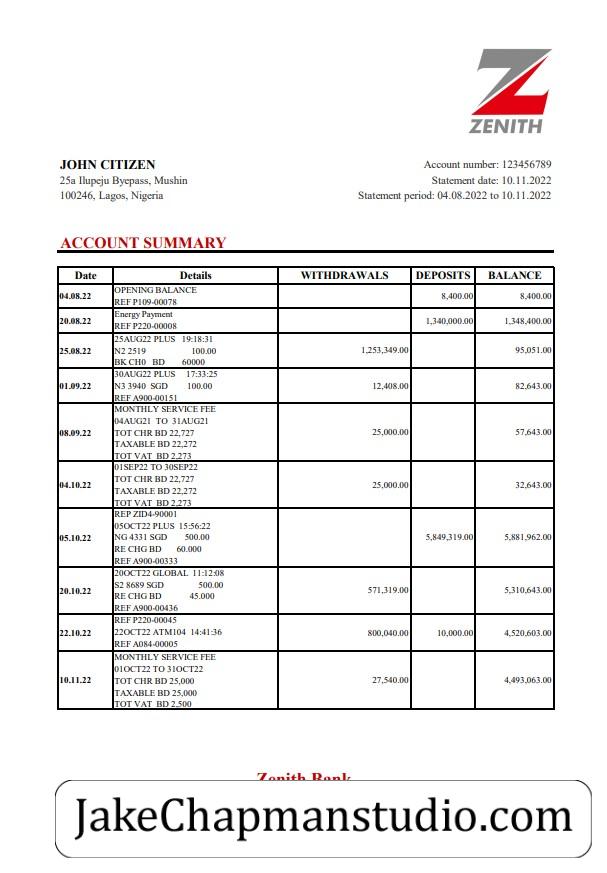 ZENITH
JOHN CITIZEN
Account number: 123456789
25a Ilupeju Byepass, Mushin
Statement date: 10.11.2022
100246, Lagos, Nigeria
Statement period: 04.08.2022 to 10.11.2022
ACCOUNT SUMMARY
Date Details WITHDRAWALS DEPOSITS BALANCE
04.08.22 OPENING BALANCE 8,400.00 8,400.00
REF P109-00078
20.08.22 Energy Payment 1,340,000.00 1,348,400.00
REF P220-00008
25AUG22 PLUS 19:18:31
25.08.22 N2 2519 100.00 1,253,349.00 95,051.00
BK CH0 BD 60000
30AUG22 PLUS 17:33:25
01.09.22 N3 3940 SGD 100.00 12,408.00 82,643.00
REF A900-00151
MONTHLY SERVICE FEE
04AUG21 TO 31AUG21
08.09.22 TOT CHR BD 22,727 25,000.00 57,643.00
TAXABLE BD 22,272
TOT VAT BD 2,273
01SEP22 TO 30SEP22
04.10.22 TOT CHR BD 22,727 25,000.00 32,643.00
TAXABLE BD 22,272
TOT VAT BD 2,273
REP ZID4-90001
05OCT22 PLUS 15:56:22
05.10.22 NG 4331 SGD 500.00 5,849,319.00 5,881,962.00
RE CHG BD 60.000
REF A900-00333
20OCT22 GLOBAL 11:12:08
20.10.22 S2 8689 SGD 500.00 571,319.00 5,310,643.00
RE CHG BD 45.000
REF A900-00436
REF P220-00045
22.10.22 22OCT22 ATM104 14:41:36 800,040.00 10,000.00 4,520,603.00
REF A084-00005
MONTHLY SERVICE FEE
01OCT22 TO 31OCT22
10.11.22 TOT CHR BD 25,000 27,540.00 4,493,063.00
TAXABLE BD 25,000
TOT VAT BD 2,500
Zenith Bank
JakeChapmanstudio.com